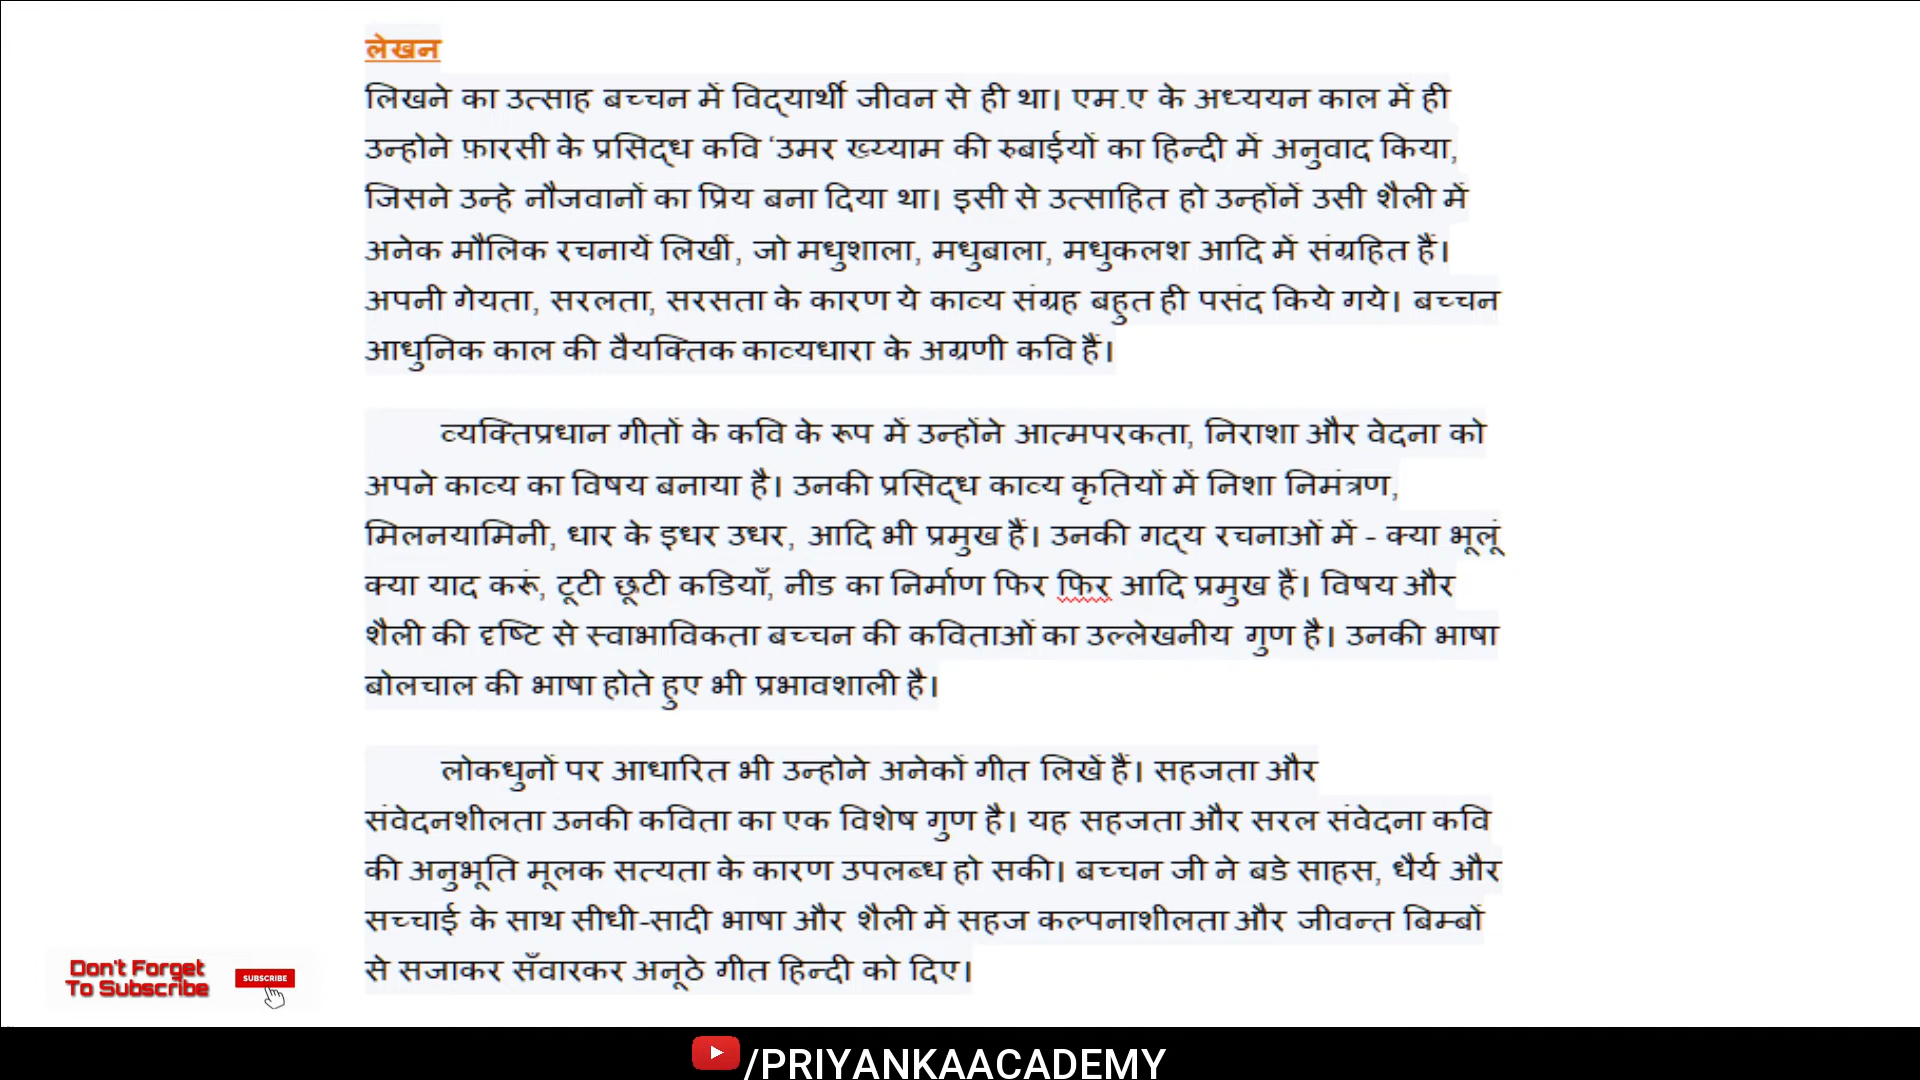 लेखन
लिखने का उत्साह बच्चन में विद्यार्थी जीवन से ही था। एम.ए के अध्ययन काल में ही
उन्होने फ़ारसी के प्रसिद्ध कवि ‘उमर ख्य्याम की रुबाईयों का हिन्दी में अनुवाद किया,
जिसने उन्हे नौजवानों का प्रिय बना दिया था। इसी से उत्साहित हो उन्होंनें उसी शैली में
अनेक मौलिक रचनायें लिखीं, जो मधुशाला, मधुबाला, मधुकलश आदि में संग्रहित हैं।
अपनी गेयता, सरलता, सरसता के कारण ये काव्य संग्रह बहुत ही पसंद किये गये। बच्चन
आधुनिक काल की वैयक्तिक काव्यधारा के अग्रणी कवि हैं।
व्यक्तिप्रधान गीतों के कवि के रूप में उन्होंने आत्मपरकता, निराशा और वेदना को
अपने काव्य का विषय बनाया है। उनकी प्रसिद्ध काव्य कृतियों में निशा निमंत्रण,
मिलनयामिनी, धार के इधर उधर, आदि भी प्रमुख हैं। उनकी गद्य रचनाओं में - क्या भूलूं
क्या याद करूं, टूटी छूटी कडियाँ, नीड का निर्माण फिर फिर आदि प्रमुख हैं। विषय और
शैली की दृष्टि से स्वाभाविकता बच्चन की कविताओं का उल्लेखनीय गुण है। उनकी भाषा
बोलचाल की भाषा होते हुए भी प्रभावशाली है।
लोकधुनों पर आधारित भी उन्होने अनेकों गीत लिखें हैं। सहजता और
संवेदनशीलता उनकी कविता का एक विशेष गुण है। यह सहजता और सरल संवेदना कवि
की अनुभूति मूलक सत्यता के कारण उपलब्ध हो सकी। बच्चन जी ने बडे साहस, धैर्य और
सच्चाई के साथ सीधी-सादी भाषा और शैली में सहज कल्पनाशीलता और जीवन्त बिम्बों
से सजाकर सँवारकर अनूठे गीत हिन्दी को दिए।
Don't Forget
To Subscribe
SUBSCRIBE
/PRIYANKAACADEMY